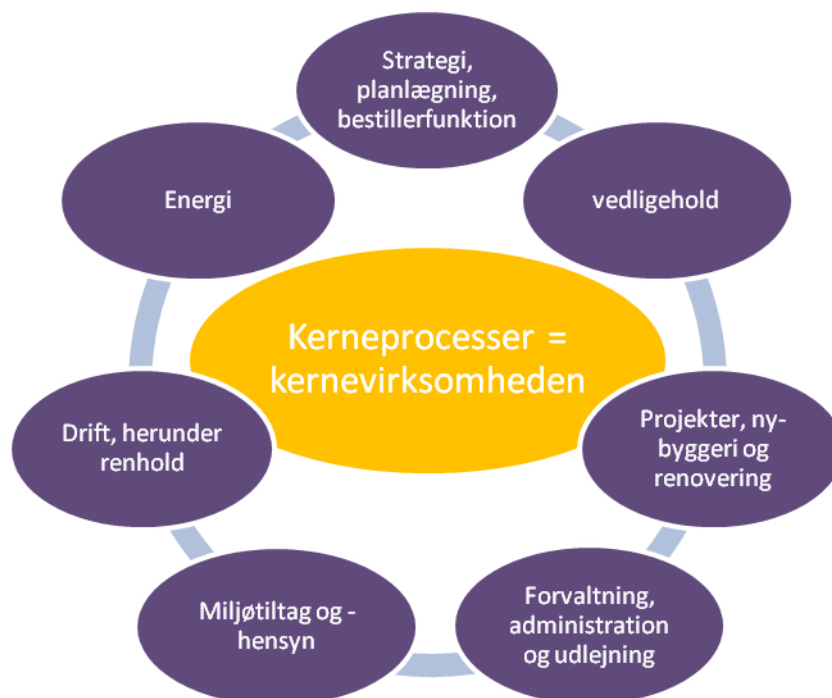 Strategi,
planlægning,
bestillerfunktion
vedligehold
Projekter, ny-
byggeri og
renovering
Forvaltning,
administration
og udlejning
Miljøtiltag og -
hensyn
Drift, herunder
renhold
Energi
Kerneprocesser =
kernevirksomheden